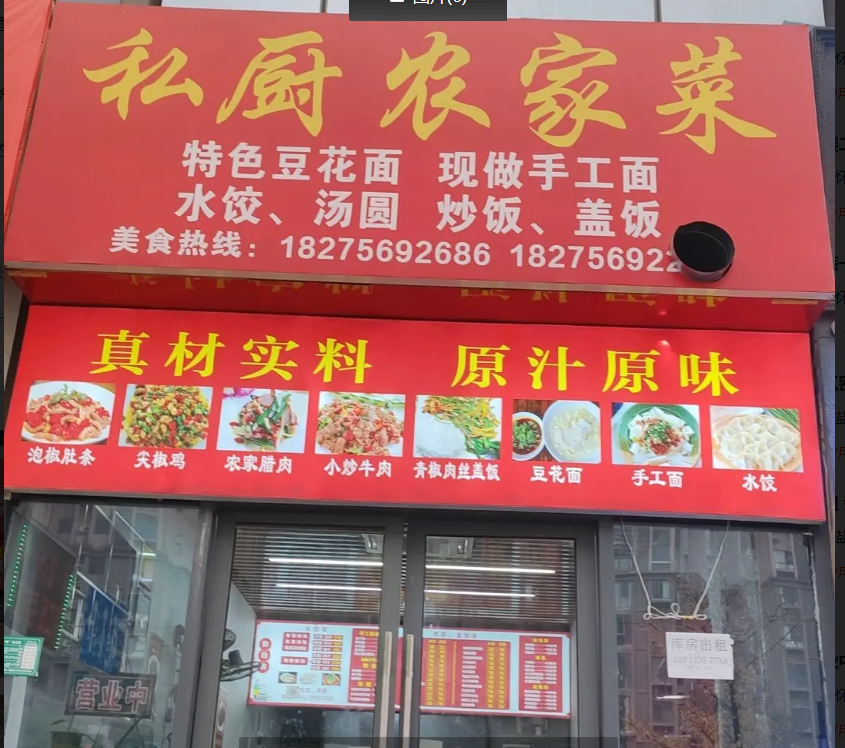 私厨农家菜
特色豆花面 现做手工面
水饺、汤圆 炒饭、盖饭
美食热线：18275692686 182756922
真材实料 原汁原味
泡椒肚条 尖椒鸡 农家腊肉 小炒牛肉 青椒肉丝盖饭 豆花面 手工面 水饺
库房出租
营业中